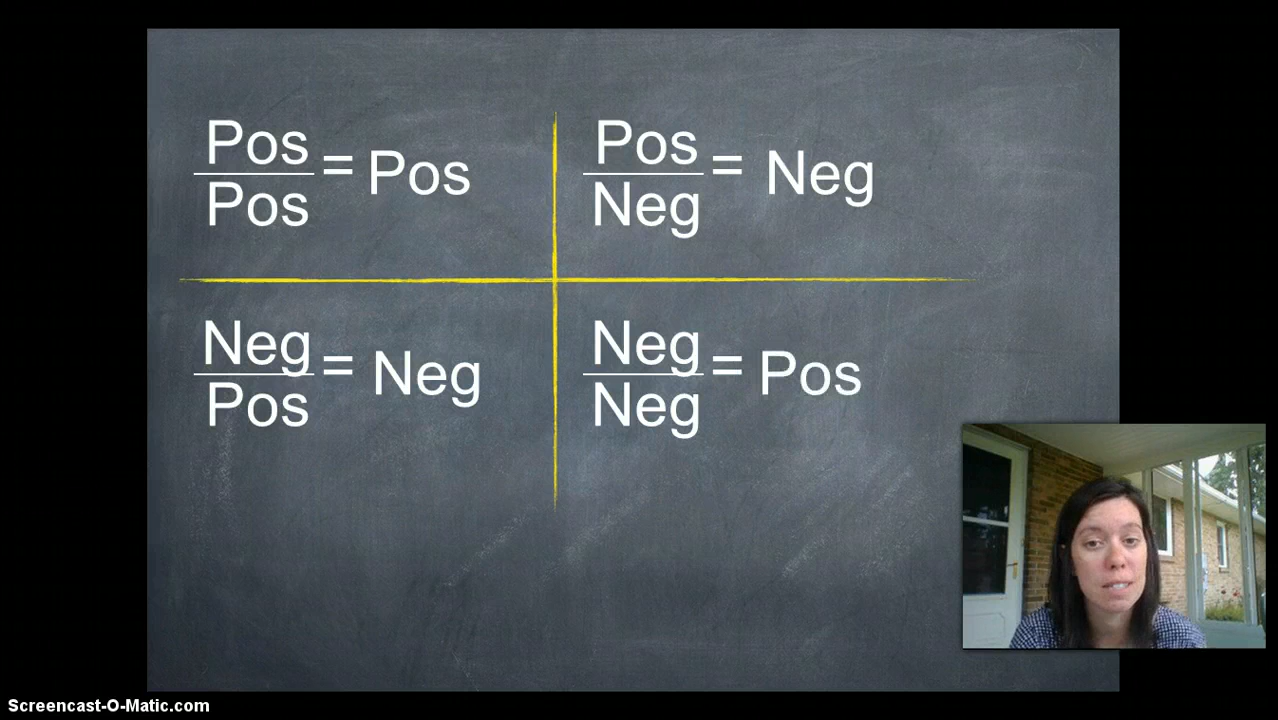 Pos
Pos = Pos
Pos
Neg = Neg
Neg
Pos = Neg
Neg
Neg = Pos
Screencast-O-Matic.com